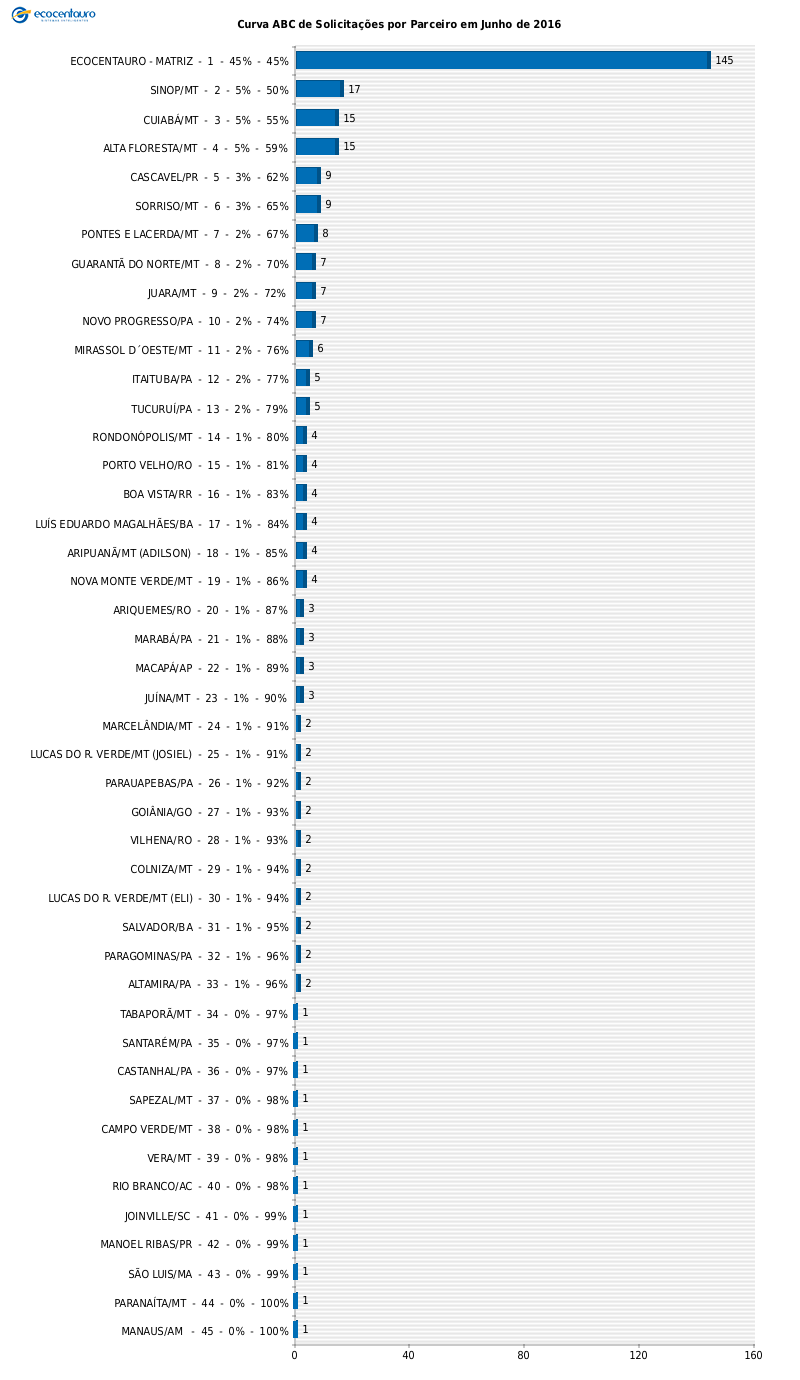 ecocentauro
Curva ABC de Solicitações por Parceiro em Junho de 2016
ECOCENTAURO - MATRIZ - 1 - 45% - 45% 145
SINOP/MT - 2 - 5% - 50% 17
CUIABÁ/MT - 3 - 5% - 55% 15
ALTA FLORESTA/MT - 4 - 5% - 59% 15
CASCAVEL/PR - 5 - 3% - 62% 9
SORRISO/MT - 6 - 3% - 65% 9
PONTES E LACERDA/MT - 7 - 2% - 67% 8
GUARANTÃ DO NORTE/MT - 8 - 2% - 70% 7
JUARA/MT - 9 - 2% - 72% 7
NOVO PROGRESSO/PA - 10 - 2% - 74% 7
MIRASSOL D´OESTE/MT - 11 - 2% - 76% 6
ITAITUBA/PA - 12 - 2% - 77% 5
TUCURUÍ/PA - 13 - 2% - 79% 5
RONDONÓPOLIS/MT - 14 - 1% - 80% 4
PORTO VELHO/RO - 15 - 1% - 81% 4
BOA VISTA/RR - 16 - 1% - 83% 4
LUÍS EDUARDO MAGALHÃES/BA - 17 - 1% - 84% 4
ARIPUANÃ/MT (ADILSON) - 18 - 1% - 85% 4
NOVA MONTE VERDE/MT - 19 - 1% - 86% 4
ARIQUEMES/RO - 20 - 1% - 87% 3
MARABÁ/PA - 21 - 1% - 88% 3
MACAPÁ/AP - 22 - 1% - 89% 3
JUÍNA/MT - 23 - 1% - 90% 3
MARCELÂNDIA/MT - 24 - 1% - 91% 2
LUCAS DO R. VERDE/MT (JOSIEL) - 25 - 1% - 91% 2
PARAUAPEBAS/PA - 26 - 1% - 92% 2
GOIÂNIA/GO - 27 - 1% - 93% 2
VILHENA/RO - 28 - 1% - 93% 2
COLNIZA/MT - 29 - 1% - 94% 2
LUCAS DO R. VERDE/MT (ELI) - 30 - 1% - 94% 2
SALVADOR/BA - 31 - 1% - 95% 2
PARAGOMINAS/PA - 32 - 1% - 96% 2
ALTAMIRA/PA - 33 - 1% - 96% 2
TABAPORÃ/MT - 34 - 0% - 97% 1
SANTARÉM/PA - 35 - 0% - 97% 1
CASTANHAL/PA - 36 - 0% - 97% 1
SAPEZAL/MT - 37 - 0% - 98% 1
CAMPO VERDE/MT - 38 - 0% - 98% 1
VERA/MT - 39 - 0% - 98% 1
RIO BRANCO/AC - 40 - 0% - 98% 1
JOINVILLE/SC - 41 - 0% - 99% 1
MANOEL RIBAS/PR - 42 - 0% - 99% 1
SÃO LUIS/MA - 43 - 0% - 99% 1
PARANAÍTA/MT - 44 - 0% - 100% 1
MANAUS/AM - 45 - 0% - 100% 1
0 40 80 120 160